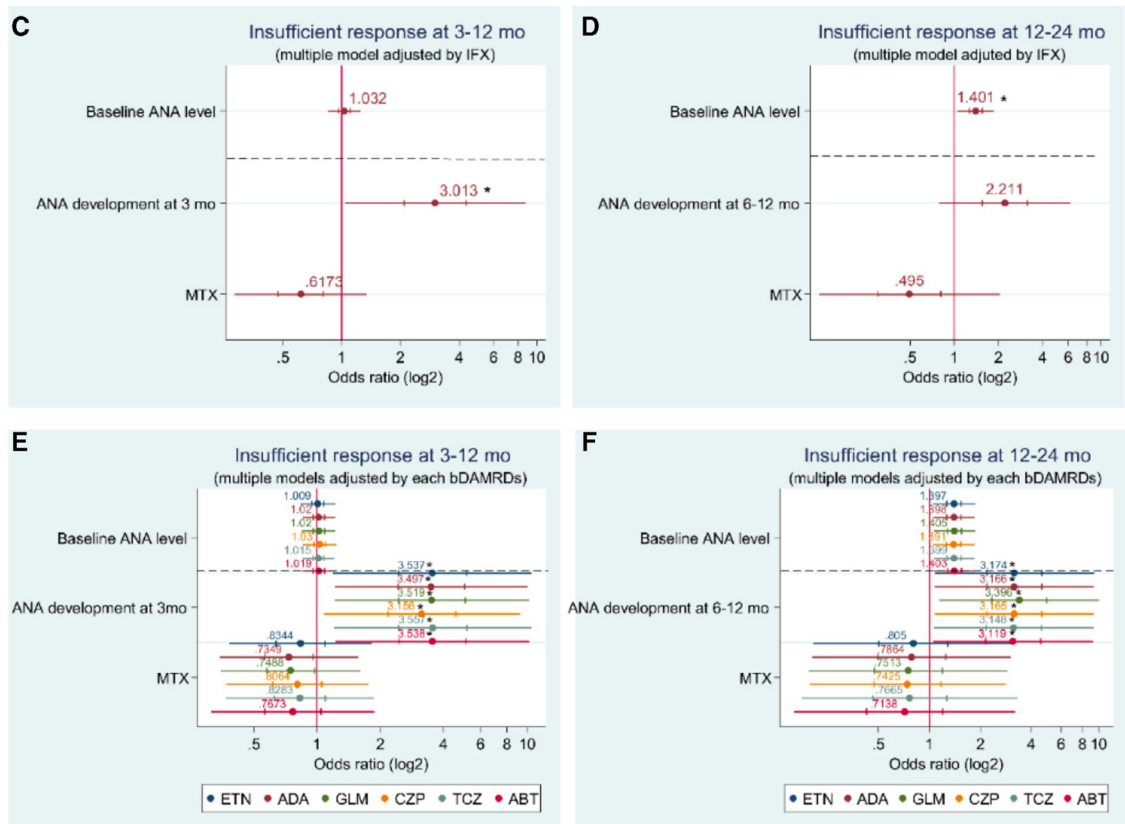 C
Insufficient response at 3-12 mo
(multiple model adjusted by IFX)
Baseline ANA level
1.032
ANA development at 3 mo
3.013 *
MTX
.6173
.5 1 2 4 6 8 10
Odds ratio (log2)
D
Insufficient response at 12-24 mo
(multiple model adjuted by IFX)
Baseline ANA level
1.401 *
ANA development at 6-12 mo
2.211
MTX
.495
.5 1 2 4 6 8 10
Odds ratio (log2)
E
Insufficient response at 3-12 mo
(multiple models adjusted by each bDAMRDs)
Baseline ANA level
1.009
1.02
1.02
1.03
1.015
1.019
ANA development at 3mo
3.537 *
3.497 *
3.519 *
3.156 *
3.557 *
3.538 *
MTX
.8344
.7349
.7488
.8064
.8283
.7673
.5 1 2 4 6 8 10
Odds ratio (log2)
ETN ADA GLM CZP TCZ ABT
F
Insufficient response at 12-24 mo
(multiple models adjusted by each bDAMRDs)
Baseline ANA level
1.397
1.398
1.405
1.391
1.399
1.403
ANA development at 6-12 mo
3.174 *
3.166 *
3.396 *
3.165 *
3.148 *
3.119 *
MTX
.805
.7864
.7513
.7425
.7665
.7138
.5 1 2 4 6 8 10
Odds ratio (log2)
ETN ADA GLM CZP TCZ ABT